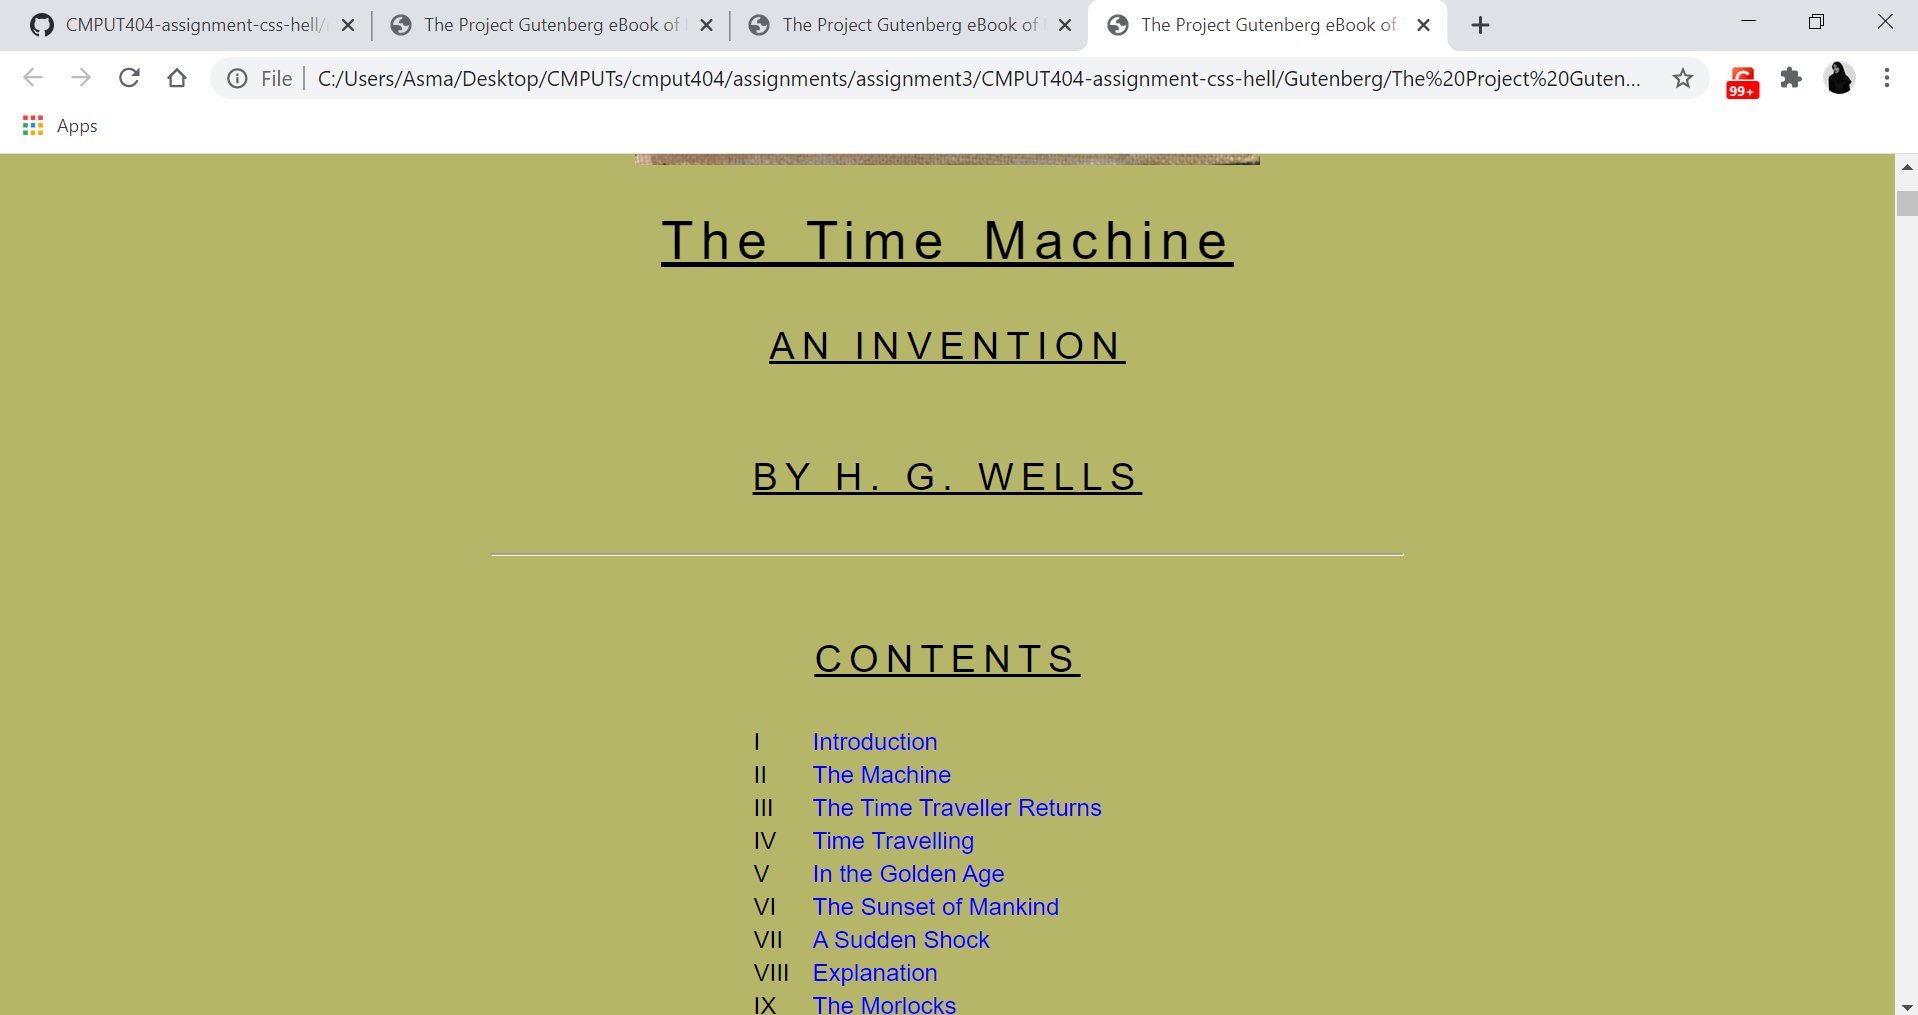 CMPUT404-assignment-css-hell/
The Project Gutenberg eBook of
The Project Gutenberg eBook of
The Project Gutenberg eBook of
File
C:/Users/Asma/Desktop/CMPUTs/cmput404/assignments/assignment3/CMPUT404-assignment-css-hell/Gutenberg/The%20Project%20Guten...
99+
Apps
The Time Machine
AN INVENTION
BY H. G. WELLS
CONTENTS
I Introduction
II The Machine
III The Time Traveller Returns
IV Time Travelling
V In the Golden Age
VI The Sunset of Mankind
VII A Sudden Shock
VIII Explanation
IX The Morlocks